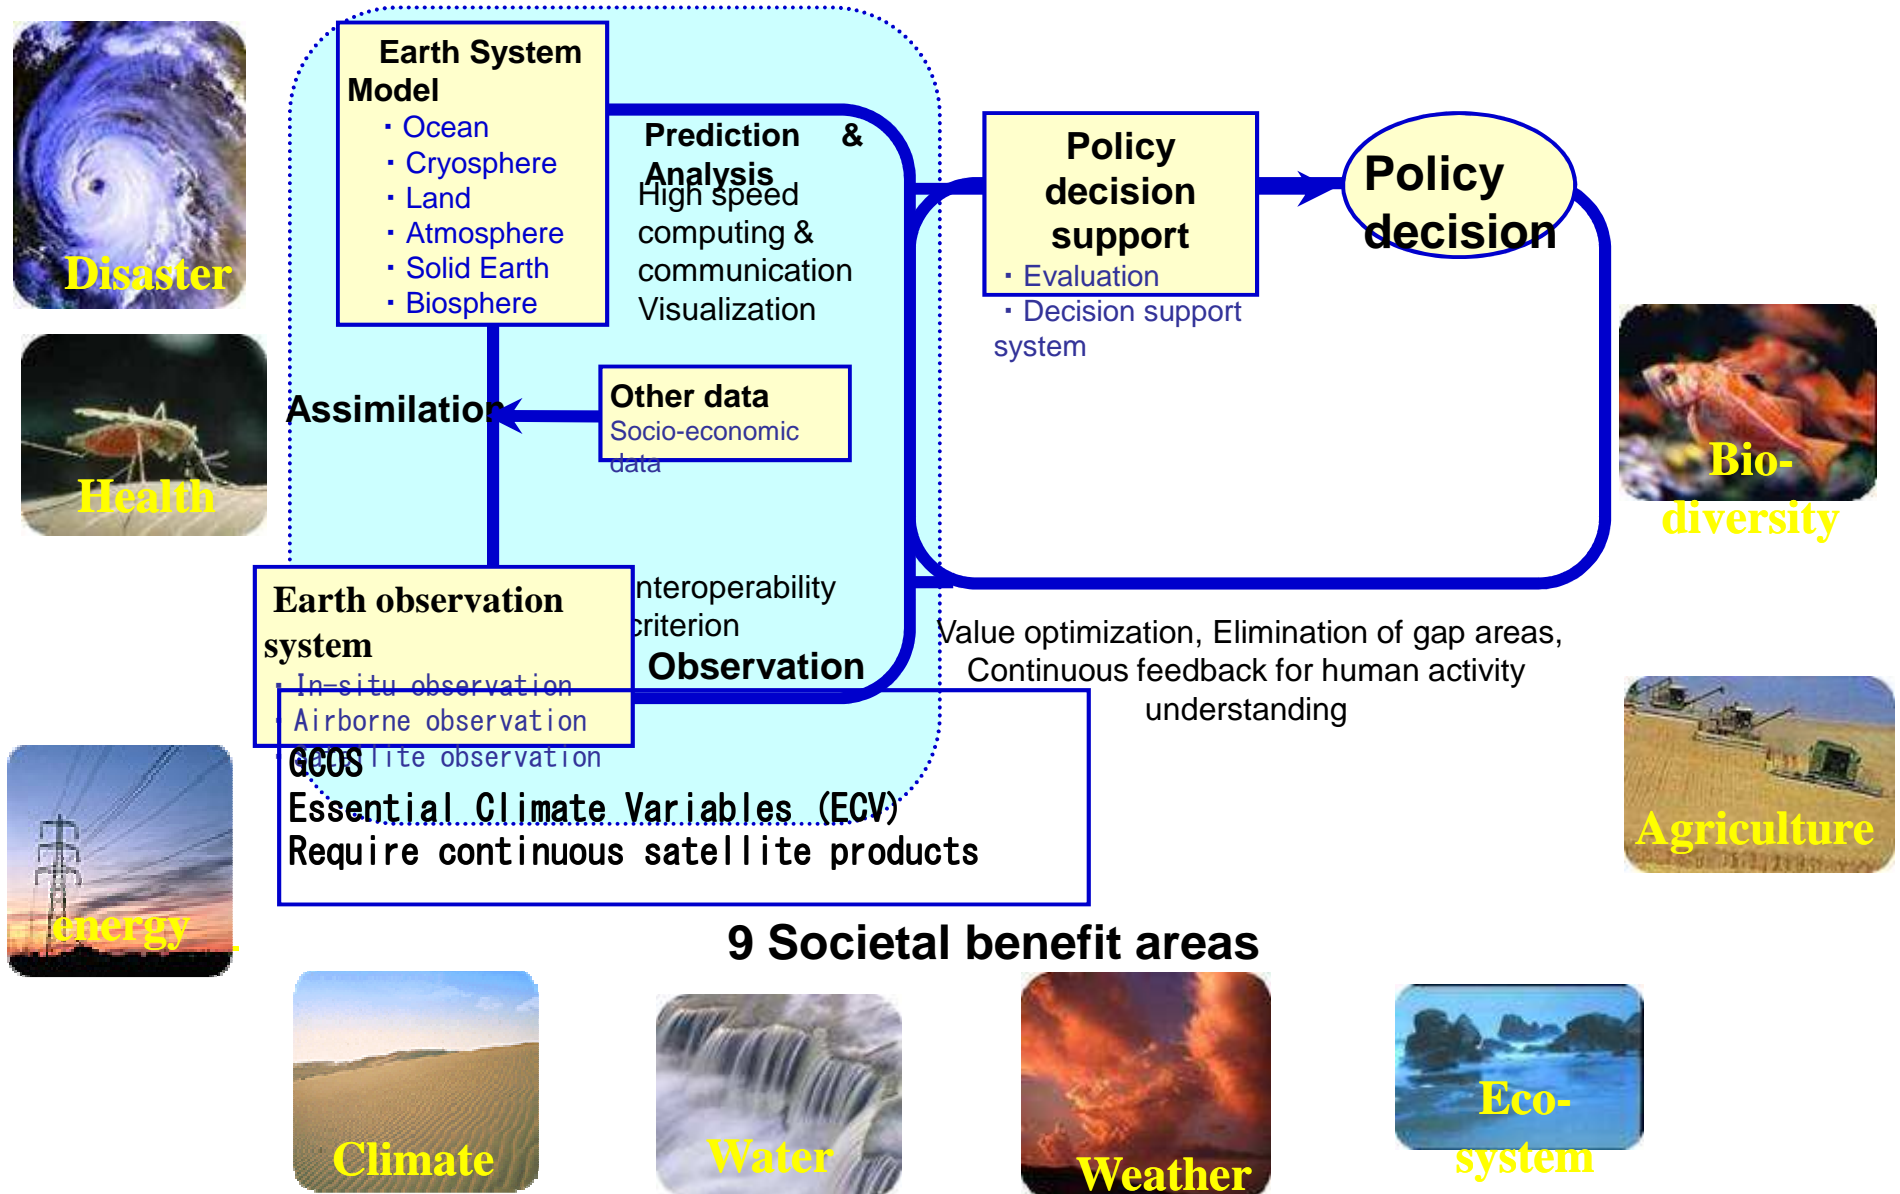 Earth System
Model
・Ocean
・Cryosphere
・Land
・Atmosphere
・Solid Earth
・Biosphere
Prediction &
Analysis
High speed
computing &
communication
Visualization
Policy
decision
support
・Evaluation
・Decision support
system
Policy
decision
Disaster
Health
Assimilation
Other data
Socio-economic
data
Bio-
diversity
Earth observation
system
・In-situ observation
・Airborne observation
・Satellite observation
nteroperability
criterion
Observation
Value optimization, Elimination of gap areas,
Continuous feedback for human activity
understanding
GCOS
Essential Climate Variables (ECV)
Require continuous satellite products
Agriculture
energy
9 Societal benefit areas
Climate
Water
Weather
Eco-
system